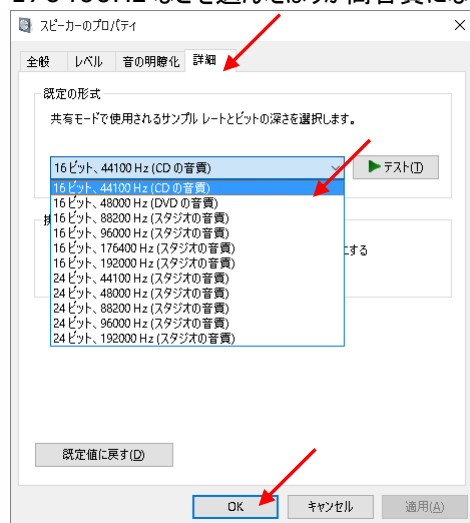 スピーカーのプロパティ
全般 レベル 音の明瞭化 詳細
既定の形式
共有モードで使用されるサンプル レートとビットの深さを選択します。
16 ビット、44100 Hz (CD の音質)
テスト(T)
16 ビット、44100 Hz (CD の音質)
16 ビット、48000 Hz (DVD の音質)
16 ビット、88200 Hz (スタジオの音質)
16 ビット、96000 Hz (スタジオの音質)
16 ビット、176400 Hz (スタジオの音質)
16 ビット、192000 Hz (スタジオの音質)
にする
24 ビット、44100 Hz (スタジオの音質)
24 ビット、48000 Hz (スタジオの音質)
24 ビット、88200 Hz (スタジオの音質)
24 ビット、96000 Hz (スタジオの音質)
24 ビット、192000 Hz (スタジオの音質)
既定値に戻す(D)
OK キャンセル 適用(A)